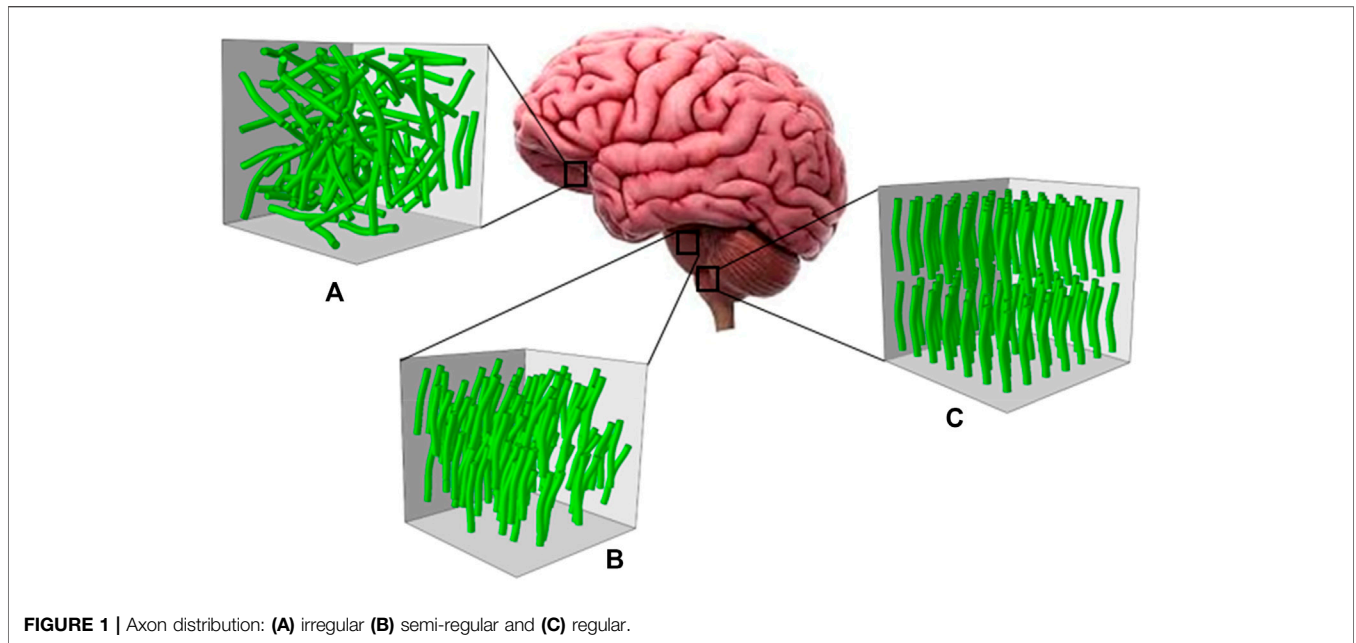 A
B
C
FIGURE 1 | Axon distribution: (A) irregular (B) semi-regular and (C) regular.